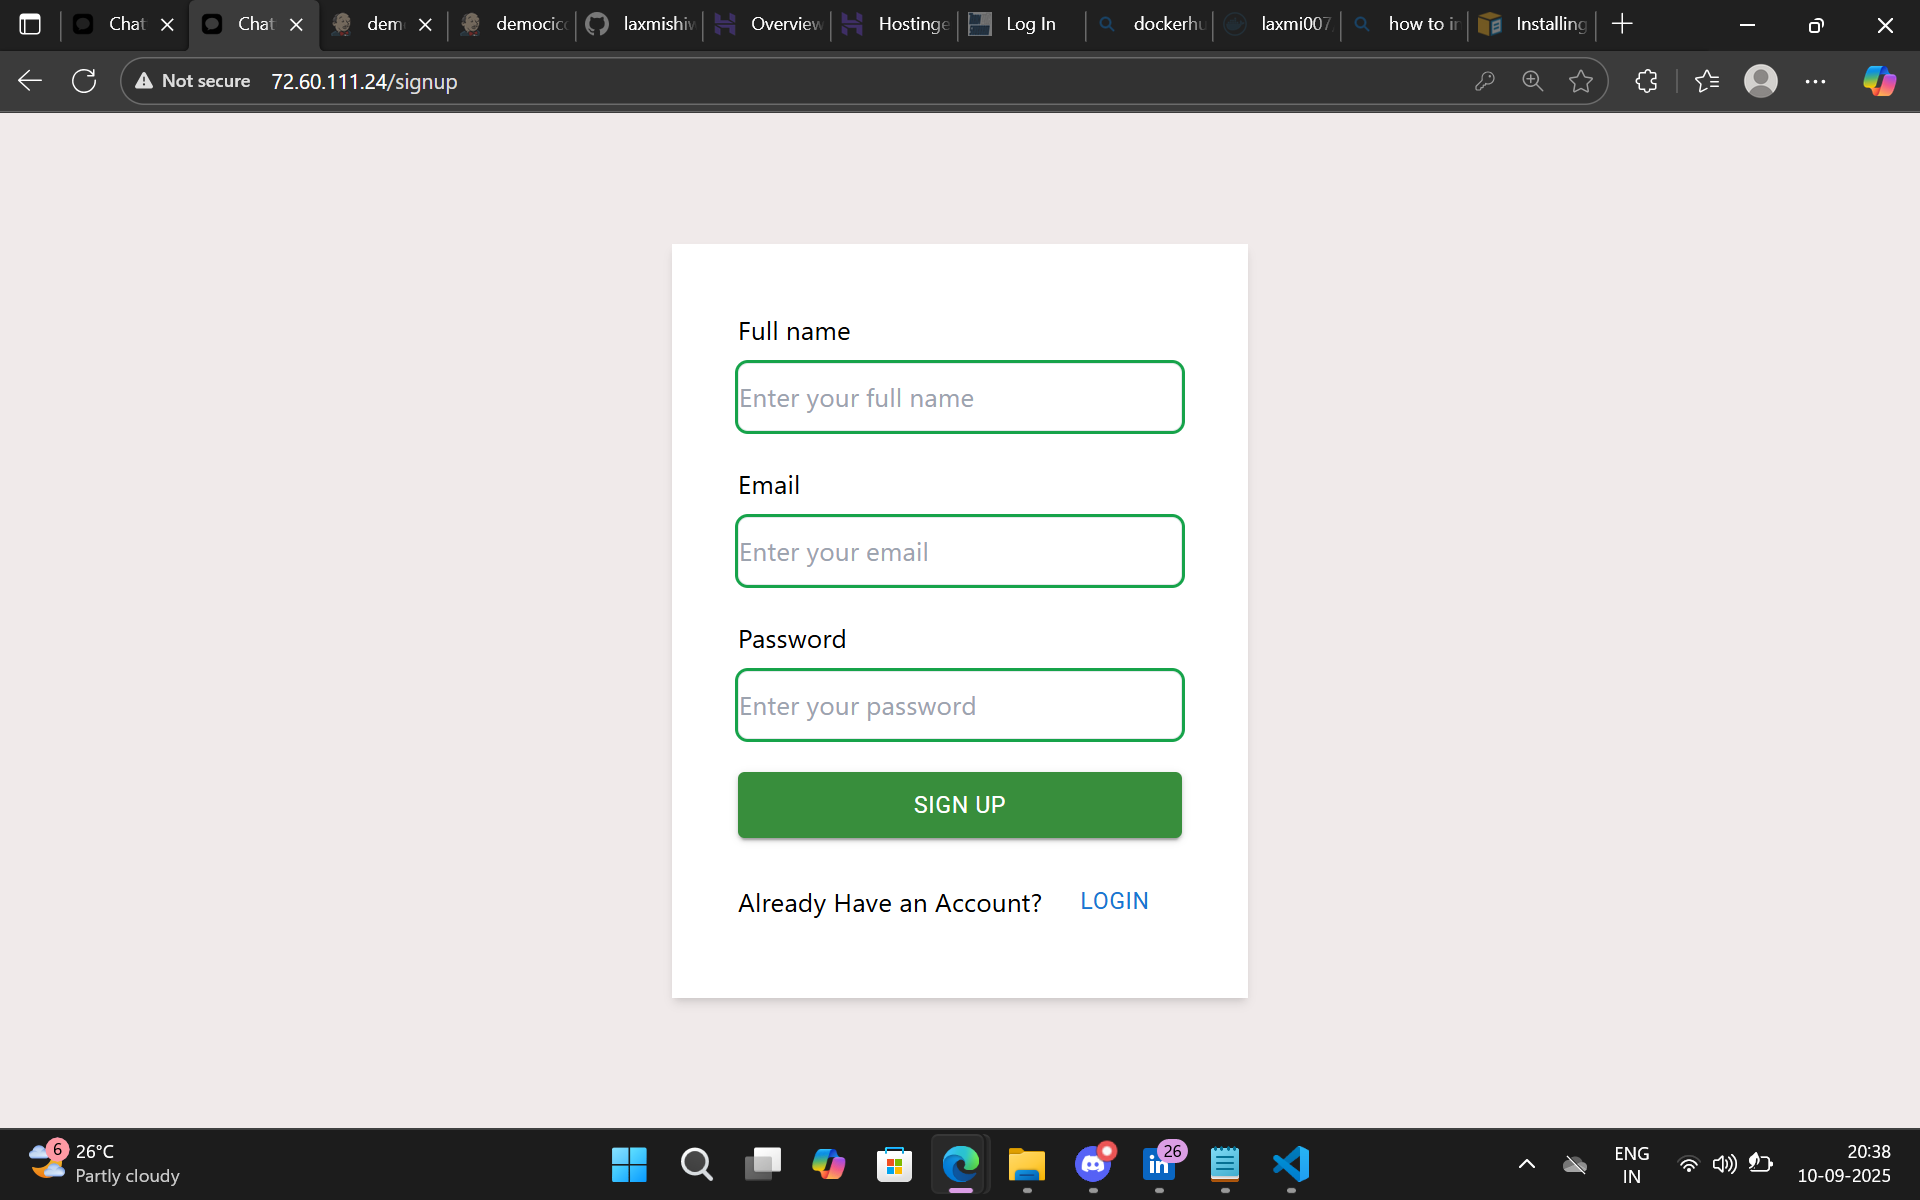 Chat
Chat
dem
democic
laxmishiv
Overview
Hostinge
Log In
dockerhu
laxmi007
how to in
Installing
Not secure 72.60.111.24/signup
Full name
Enter your full name
Email
Enter your email
Password
Enter your password
SIGN UP
Already Have an Account? LOGIN
6
26°C
Partly cloudy
26
ENG
IN
20:38
10-09-2025